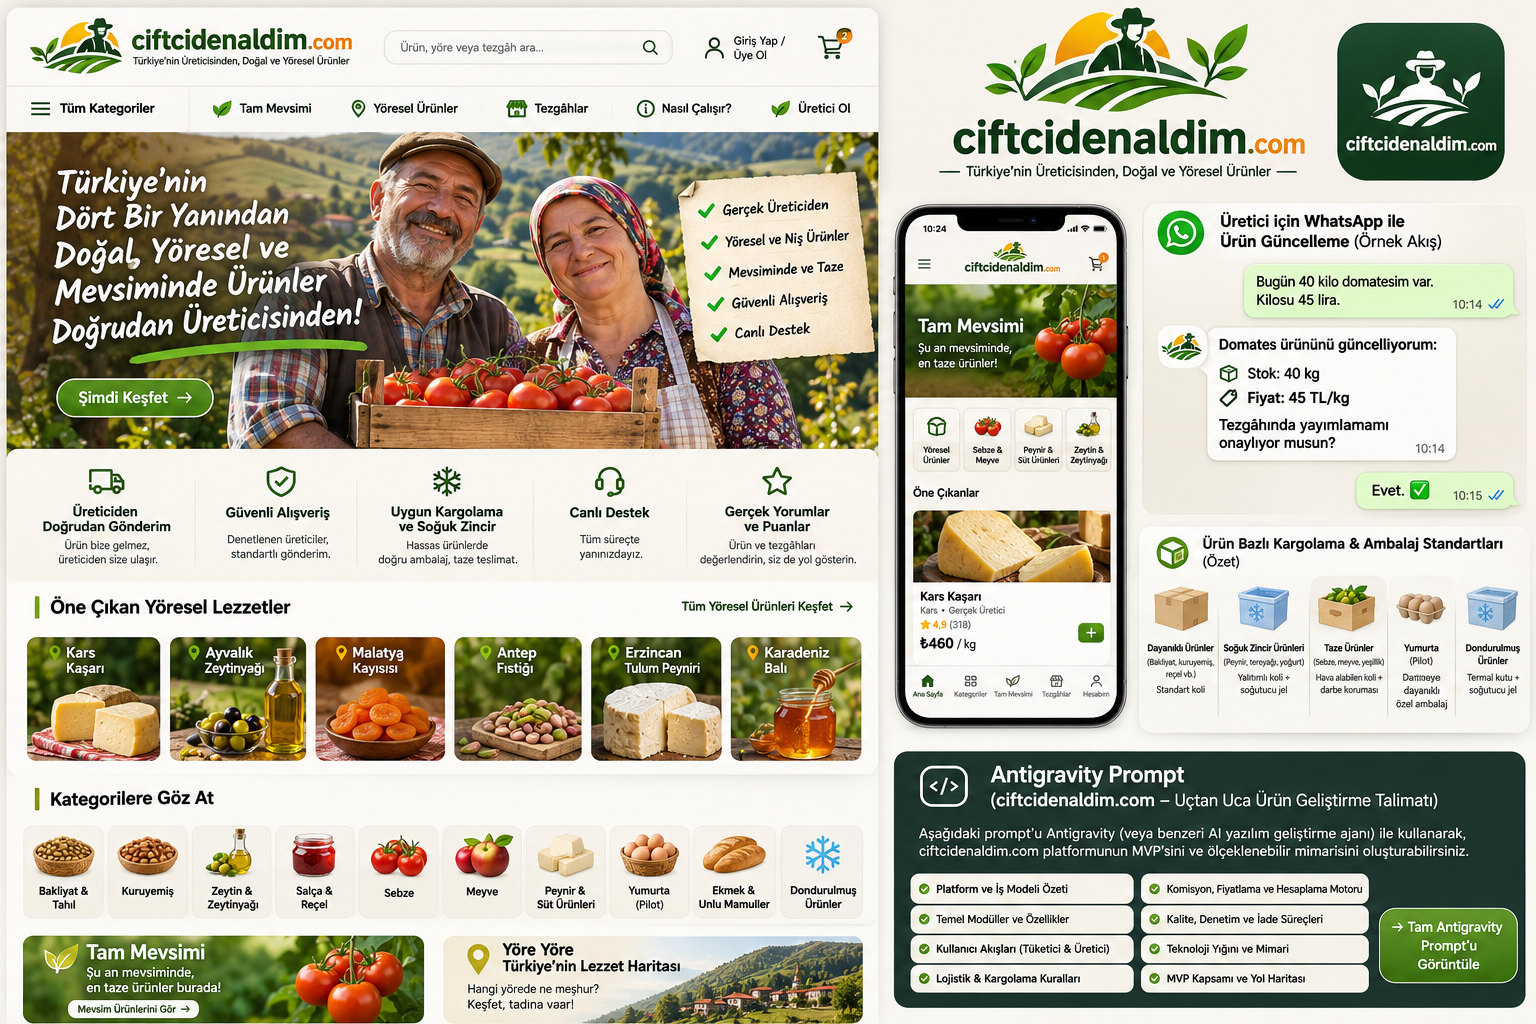 ciftcidenaldim.com
Türkiye'nin Üreticisinden, Doğal ve Yöresel Ürünler
Ürün, yöre veya tezgâh ara...
Giriş Yap /
Üye Ol
2
Tüm Kategoriler
Tam Mevsimi
Yöresel Ürünler
Tezgâhlar
Nasıl Çalışır?
Üretici Ol
Türkiye'nin
Dört Bir Yanından
Doğal, Yöresel ve
Mevsiminde Ürünler
Doğrudan Üreticisinden!
Şimdi Keşfet →
Gerçek Üreticiden
Yöresel ve Niş Ürünler
Mevsiminde ve Taze
Güvenli Alışveriş
Canlı Destek
Üreticiden
Doğrudan Gönderim
Ürün bize gelmez,
üreticiden size ulaşır.
Güvenli Alışveriş
Denetlenen üreticiler,
standartlı gönderim.
Uygun Kargolama
ve Soğuk Zincir
Hassas ürünlerde
doğru ambalaj, taze teslimat.
Canlı Destek
Tüm süreçte
yanınızdayız.
Gerçek Yorumlar
ve Puanlar
Ürün ve tezgâhları
değerlendirin, siz de yol gösterin.
Öne Çıkan Yöresel Lezzetler
Tüm Yöresel Ürünleri Keşfet →
Kars
Kaşarı
Ayvalık
Zeytinyağı
Malatya
Kayısısı
Antep
Fıstığı
Erzincan
Tulum Peyniri
Karadeniz
Balı
Kategorilere Göz At
Bakliyat &
Tahıl
Kuruyemiş
Zeytin &
Zeytinyağı
Salça &
Reçel
Sebze
Meyve
Peynir &
Süt Ürünleri
Yumurta
(Pilot)
Ekmek &
Unlu Mamuller
Dondurulmuş
Ürünler
Tam Mevsimi
Şu an mevsiminde,
en taze ürünler burada!
Mevsim Ürünlerini Gör →
Yöre Yöre
Türkiye'nin Lezzet Haritası
Hangi yörede ne meşhur?
Keşfet, tadına vaar!
ciftcidenaldim.com
Türkiye'nin Üreticisinden, Doğal ve Yöresel Ürünler
ciftcidenaldim.com
10:24
ciftcidenaldim.com
1
Tam Mevsimi
Şu an mevsiminde,
en taze ürünler!
Yöresel
Ürünler
Sebze &
Meyve
Peynir &
Süt Ürünleri
Zeytin &
Zeytinyağı
Öne Çıkanlar
Kars Kaşarı
Kars • Gerçek Üretici
4,9 (318)
₺460 / kg
Ana Sayfa
Kategoriler
Tam Mevsimi
Tezgâhlar
Hesabım
Üretici için WhatsApp ile
Ürün Güncelleme (Örnek Akış)
Bugün 40 kilo domatesim var.
Kilosu 45 lira.
10:14
Domates ürününü güncelliyorum:
Stok: 40 kg
Fiyat: 45 TL/kg
Tezgâhında yayımlamamı
onaylıyor musun?
10:14
Evet. ✅
10:15
Ürün Bazlı Kargolama & Ambalaj Standartları
(Özet)
Dayanıklı Ürünler
(Bakliyat, kuruyemiş,
reçel vb.)
Standart koli
Soğuk Zincir Ürünleri
(Peynir, tereyağı, yoğurt)
Yalıtımlı koli +
soğutucu jel
Taze Ürünler
(Sebze, meyve, yeşillik)
Hava alabilen koli +
darbe koruması
Yumurta
(Pilot)
dayanıklı
özel ambalaj
Dondurulmuş
Ürünler
Termal kutu +
soğutucu jel
</> Antigravity Prompt
(ciftcidenaldim.com – Uçtan Uca Ürün Geliştirme Talimatı)
Aşağıdaki prompt'u Antigravity (veya benzeri AI yazılım geliştirme ajanı) ile kullanarak,
ciftcidenaldim.com platformunun MVP'sini ve ölçeklenebilir mimarisini oluşturabilirsiniz.
Platform ve İş Modeli Özeti
Temel Modüller ve Özellikler
Kullanıcı Akışları (Tüketici & Üretici)
Lojistik & Kargolama Kuralları
Komisyon, Fiyatlama ve Hesaplama Motoru
Kalite, Denetim ve İade Süreçleri
Teknoloji Yığını ve Mimari
MVP Kapsamı ve Yol Haritası
→ Tam Antigravity
Prompt'u
Görüntüle